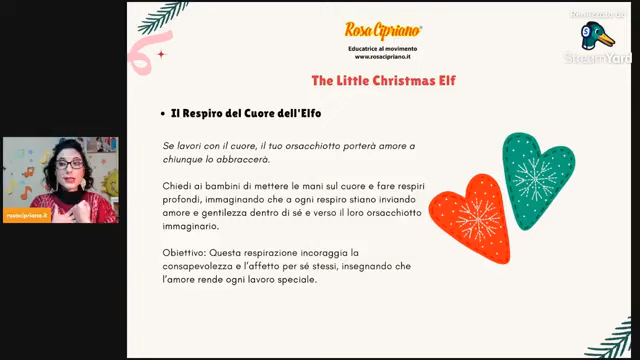 Realizzato da
StreamYard
Rosa Cipriano®
Educatrice al movimento
www.rosacipriano.it
The Little Christmas Elf
• Il Respiro del Cuore dell'Elfo
Se lavori con il cuore, il tuo orsacchiotto porterà amore a
chiunque lo abbraccerà.
Chiedi ai bambini di mettere le mani sul cuore e fare respiri
profondi, immaginando che a ogni respiro stiano inviando
amore e gentilezza dentro di sé e verso il loro orsacchiotto
immaginario.
Obiettivo: Questa respirazione incoraggia la
consapevolezza e l'affetto per sé stessi, insegnando che
l'amore rende ogni lavoro speciale.
rosacipriano.it